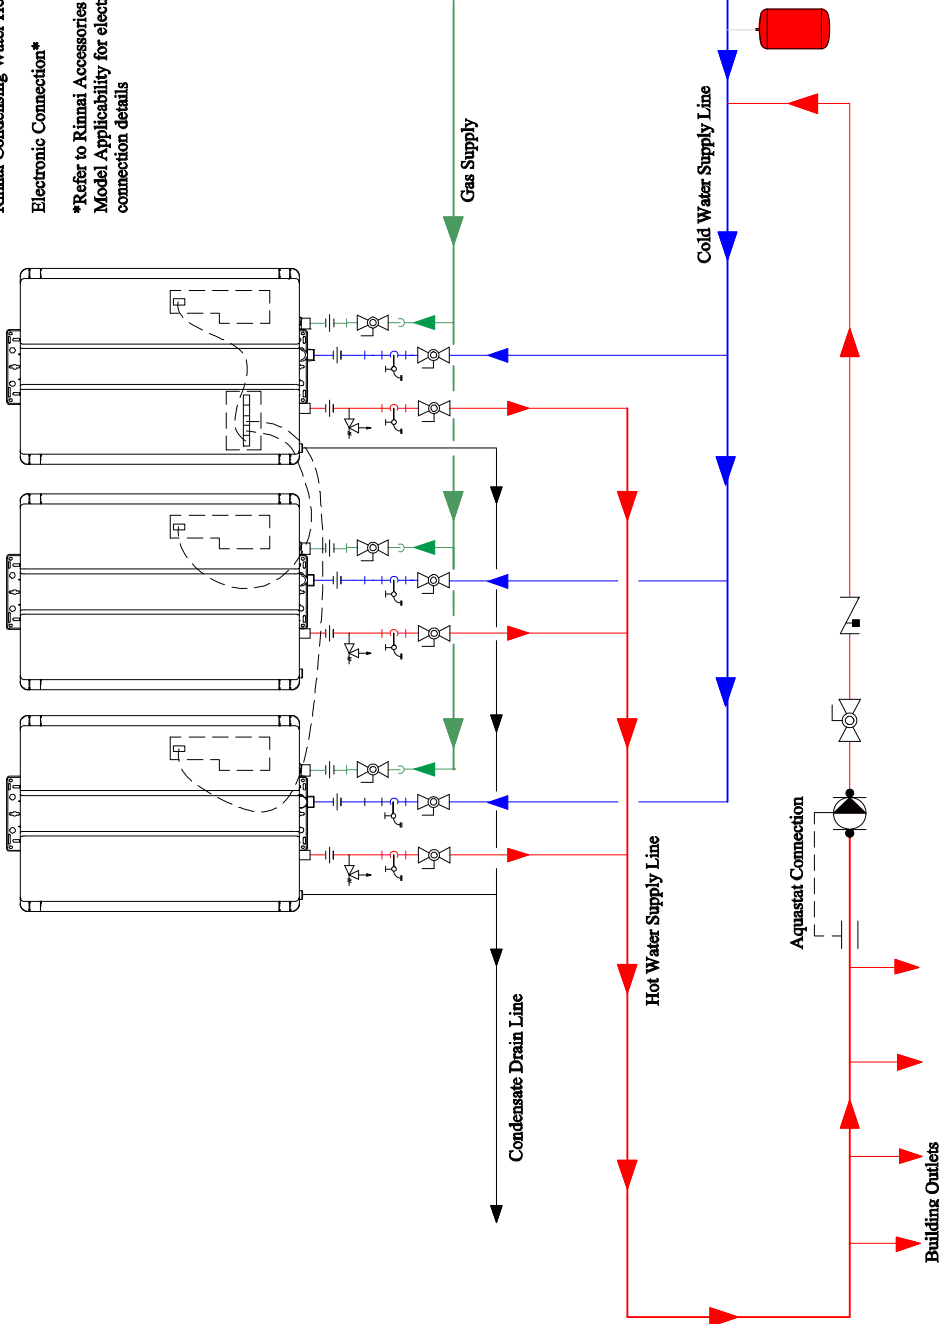 Electronic Connection*
*Refer to Rinnai Accessories
Model Applicability for elect
connection details
Gas Supply
Cold Water Supply Line
Hot Water Supply Line
Condensate Drain Line
Aquastat Connection
Building Outlets